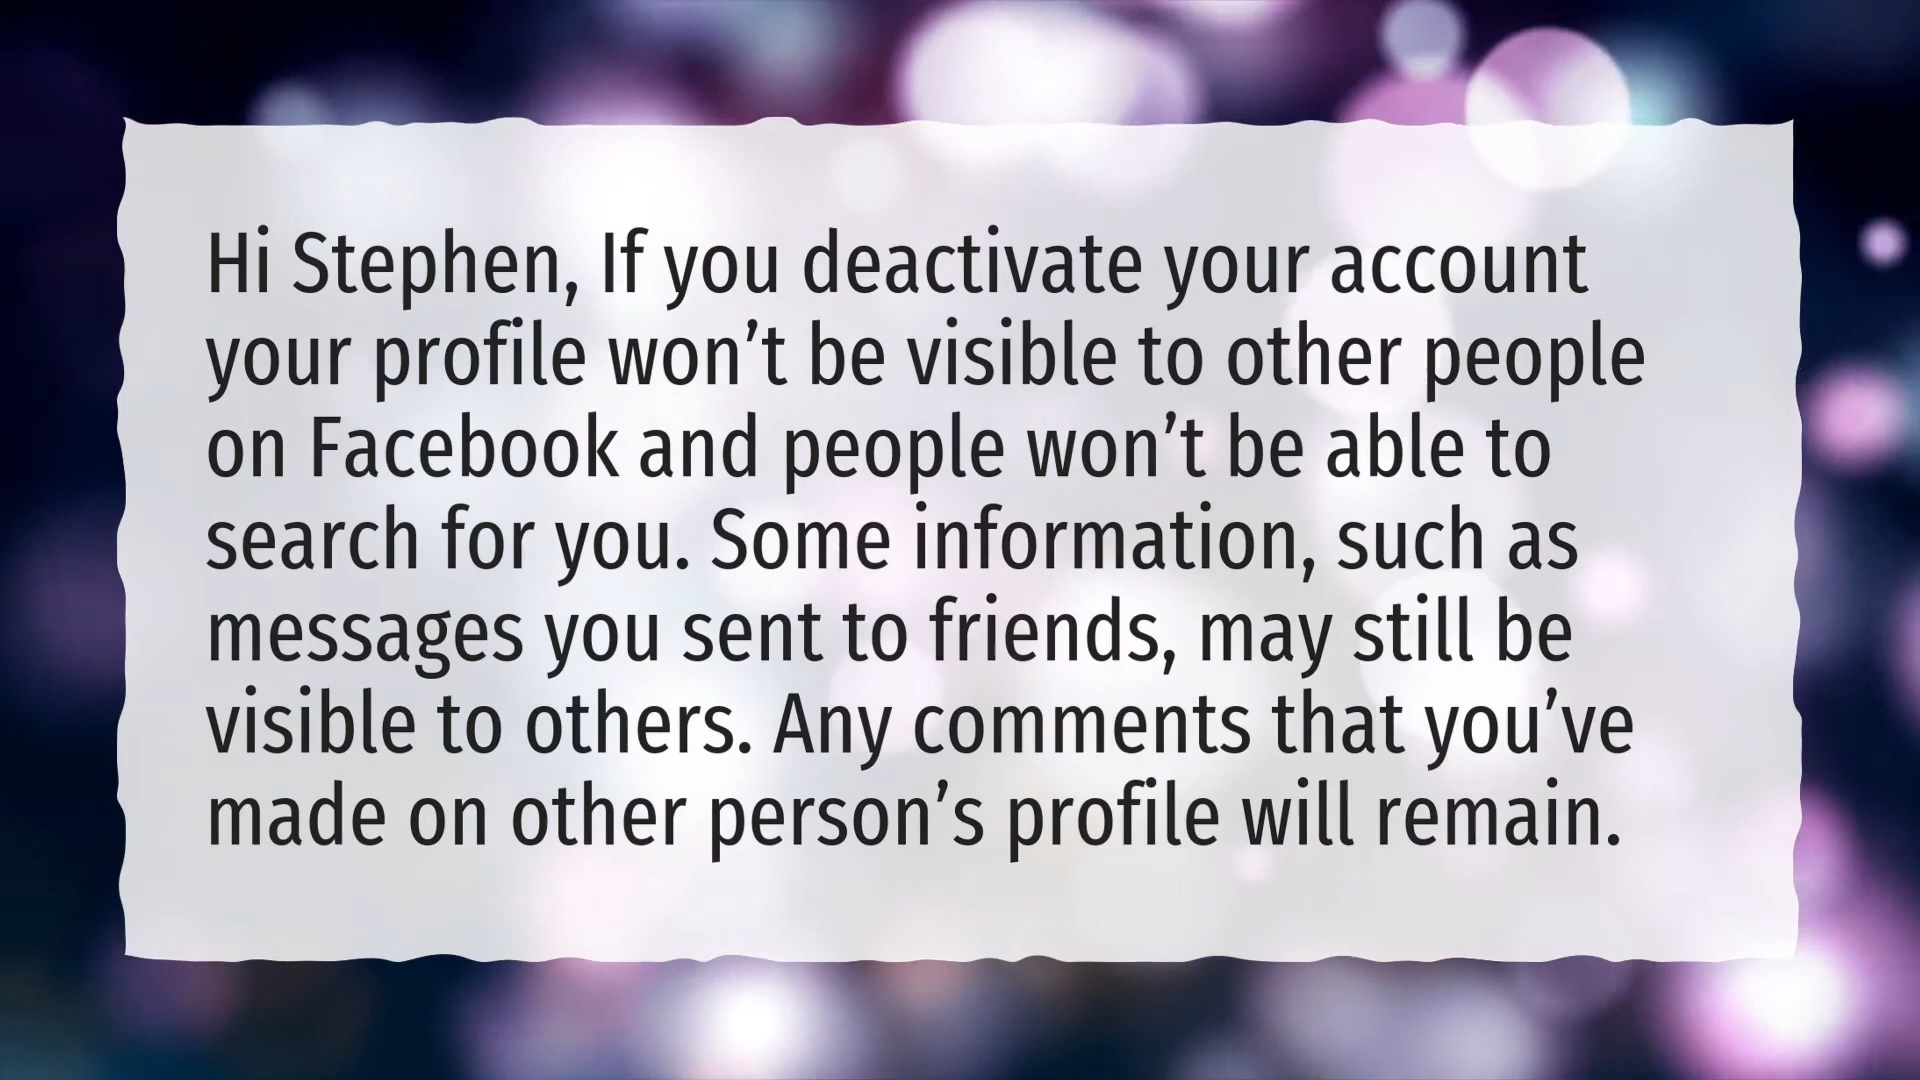 Hi Stephen, If you deactivate your account
your profile won’t be visible to other people
on Facebook and people won’t be able to
search for you. Some information, such as
messages you sent to friends, may still be
visible to others. Any comments that you’ve
made on other person’s profile will remain.